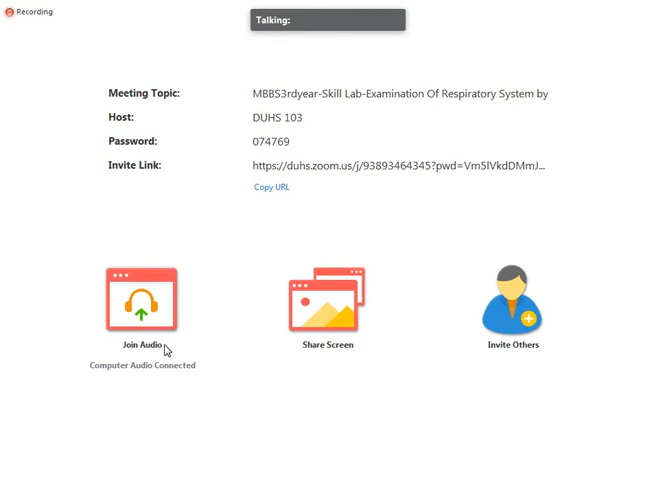 Recording
Talking:
Meeting Topic: MBBS3rdyear-Skill Lab-Examination Of Respiratory System by
Host: DUHS 103
Password: 074769
Invite Link: https://duhs.zoom.us/j/93893464345?pwd=Vm5lVkdDMmJ...
Copy URL
Join Audio Share Screen Invite Others
Computer Audio Connected